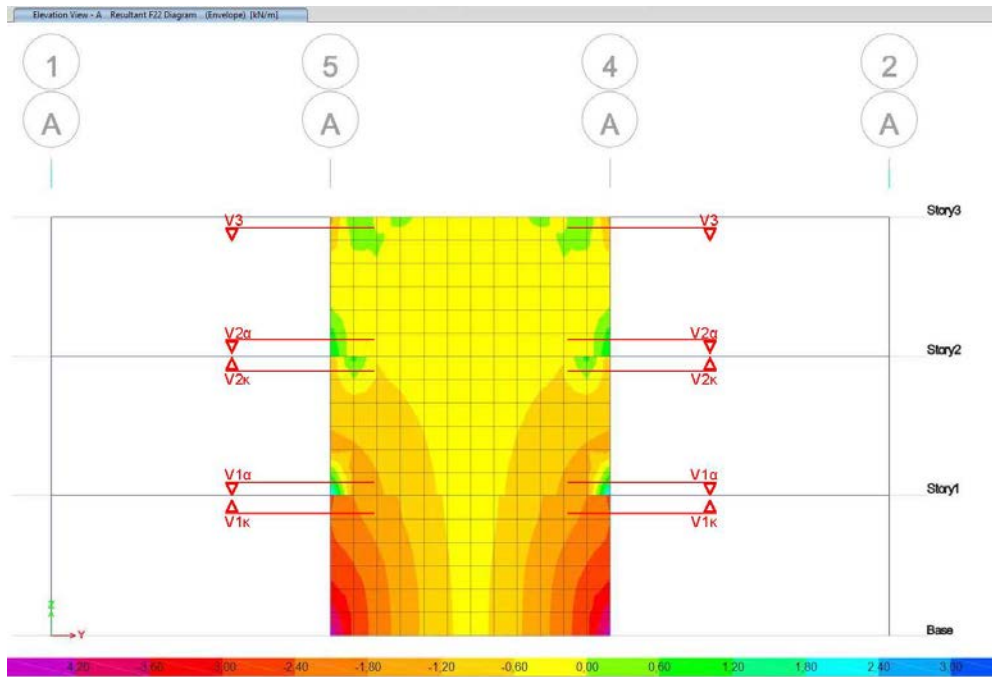 Elevation View - A Resultant F22 Diagram (Envelope) [kN/m]
1 5 4 2
A A A A
Story3
V3 V3
V2α V2α
Story2
V2κ V2κ
V1α V1α
Story1
V1κ V1κ
Z
Y
Base
4,20 -3,60 -3,00 -2,40 -1,80 -1,20 -0,60 0,00 0,60 1,20 1,80 2,40 3,00